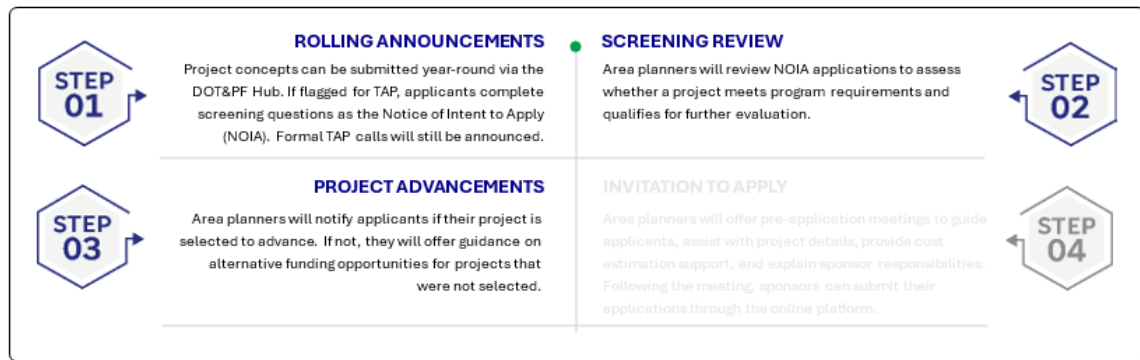 STEP
01
ROLLING ANNOUNCEMENTS
Project concepts can be submitted year-round via the
DOT&PF Hub. If flagged for TAP, applicants complete
screening questions as the Notice of Intent to Apply
(NOIA). Formal TAP calls will still be announced.
SCREENING REVIEW
Area planners will review NOIA applications to assess
whether a project meets program requirements and
qualifies for further evaluation.
STEP
02
STEP
03
PROJECT ADVANCEMENTS
Area planners will notify applicants if their project is
selected to advance. If not, they will offer guidance on
alternative funding opportunities for projects that
were not selected.
INVITATION TO APPLY
Area planners will offer pre-application meetings to guide
applicants, assist with project details, provide cost
estimation support, and explain sponsor responsibilities.
Following the meeting, sponsors can submit their
applications through the online platform.
STEP
04